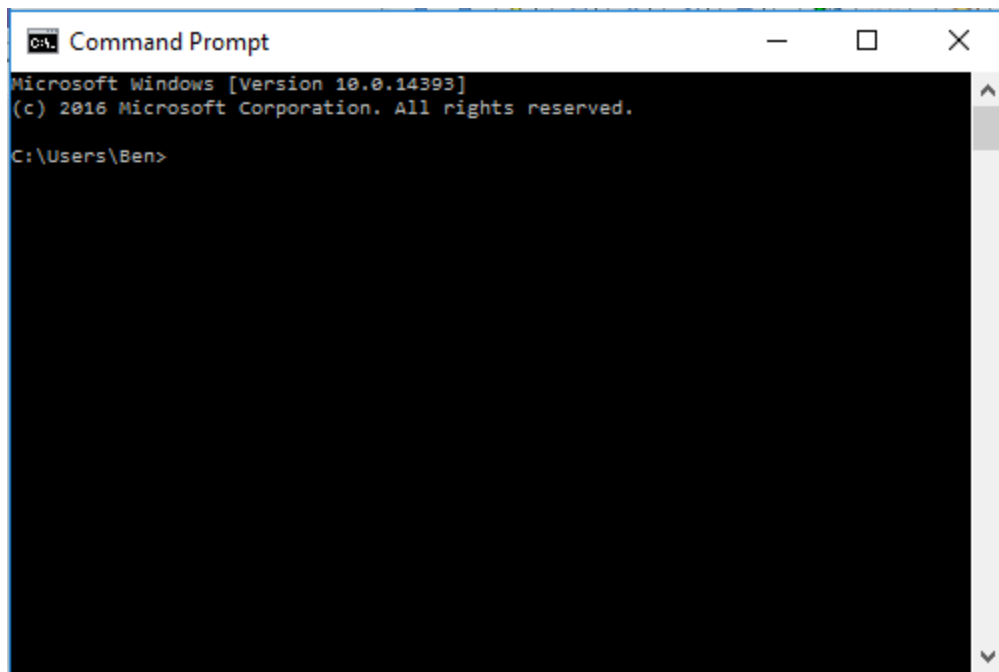 C:\. Command Prompt
Microsoft Windows [Version 10.0.14393]
(c) 2016 Microsoft Corporation. All rights reserved.
C:\Users\Ben>